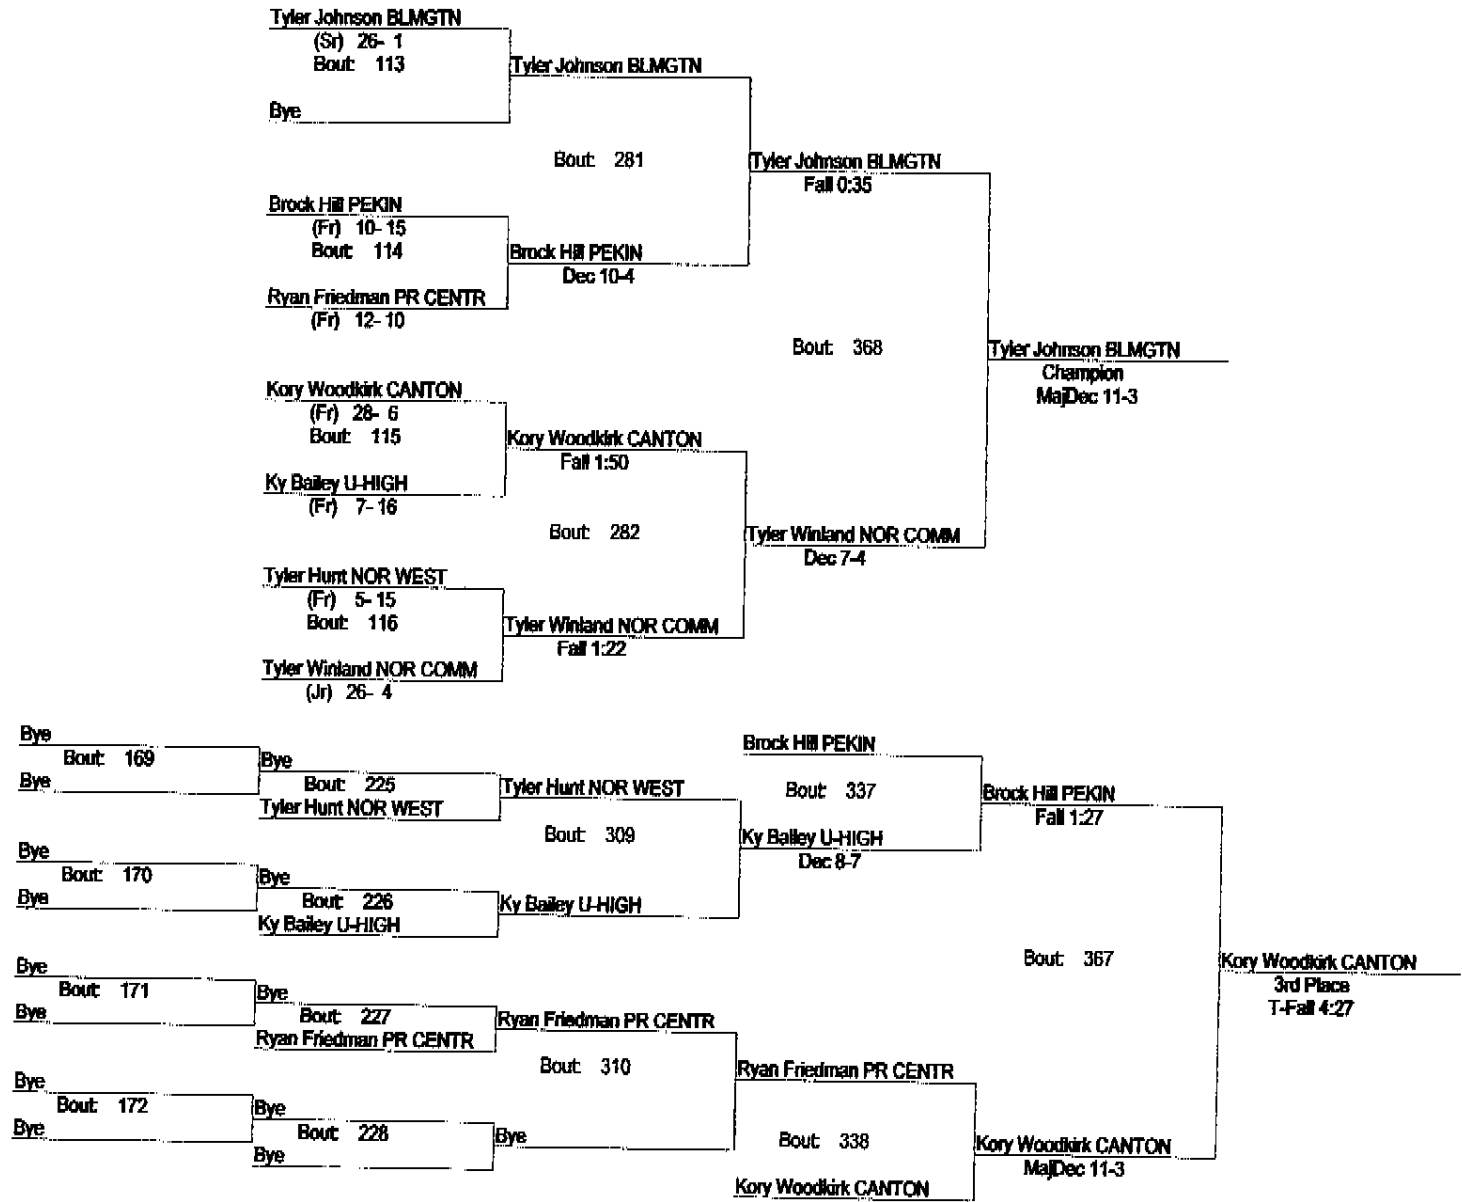 Tyler Johnson BLMGTN
(Sr) 26- 1
Bout: 113
Tyler Johnson BLMGTN
Bye
Bout: 281
Tyler Johnson BLMGTN
Fall 0:35
Brock Hill PEKIN
(Fr) 10- 15
Bout: 114
Brock Hill PEKIN
Dec 10-4
Ryan Friedman PR CENTR
(Fr) 12- 10
Bout: 368
Tyler Johnson BLMGTN
Champion
MajDec 11-3
Kory Woodkirk CANTON
(Fr) 28- 6
Bout: 115
Kory Woodkirk CANTON
Fall 1:50
Ky Bailey U-HIGH
(Fr) 7- 16
Bout: 282
Tyler Winland NOR COMM
Dec 7-4
Tyler Hunt NOR WEST
(Fr) 5- 15
Bout: 116
Tyler Winland NOR COMM
Fall 1:22
Tyler Winland NOR COMM
(Jr) 26- 4
Bye
Bout: 169
Bye
Bye
Bout: 225
Tyler Hunt NOR WEST
Tyler Hunt NOR WEST
Bout: 309
Brock Hill PEKIN
Bout: 337
Brock Hill PEKIN
Fall 1:27
Ky Bailey U-HIGH
Dec 8-7
Bye
Bout: 170
Bye
Bye
Bout: 226
Ky Bailey U-HIGH
Ky Bailey U-HIGH
Bout: 367
Kory Woodkirk CANTON
3rd Place
T-Fall 4:27
Bye
Bout: 171
Bye
Bye
Bout: 227
Ryan Friedman PR CENTR
Ryan Friedman PR CENTR
Bout: 310
Ryan Friedman PR CENTR
Bye
Bout: 172
Bye
Bye
Bout: 228
Bye
Bye
Bout: 338
Kory Woodkirk CANTON
MajDec 11-3
Kory Woodkirk CANTON